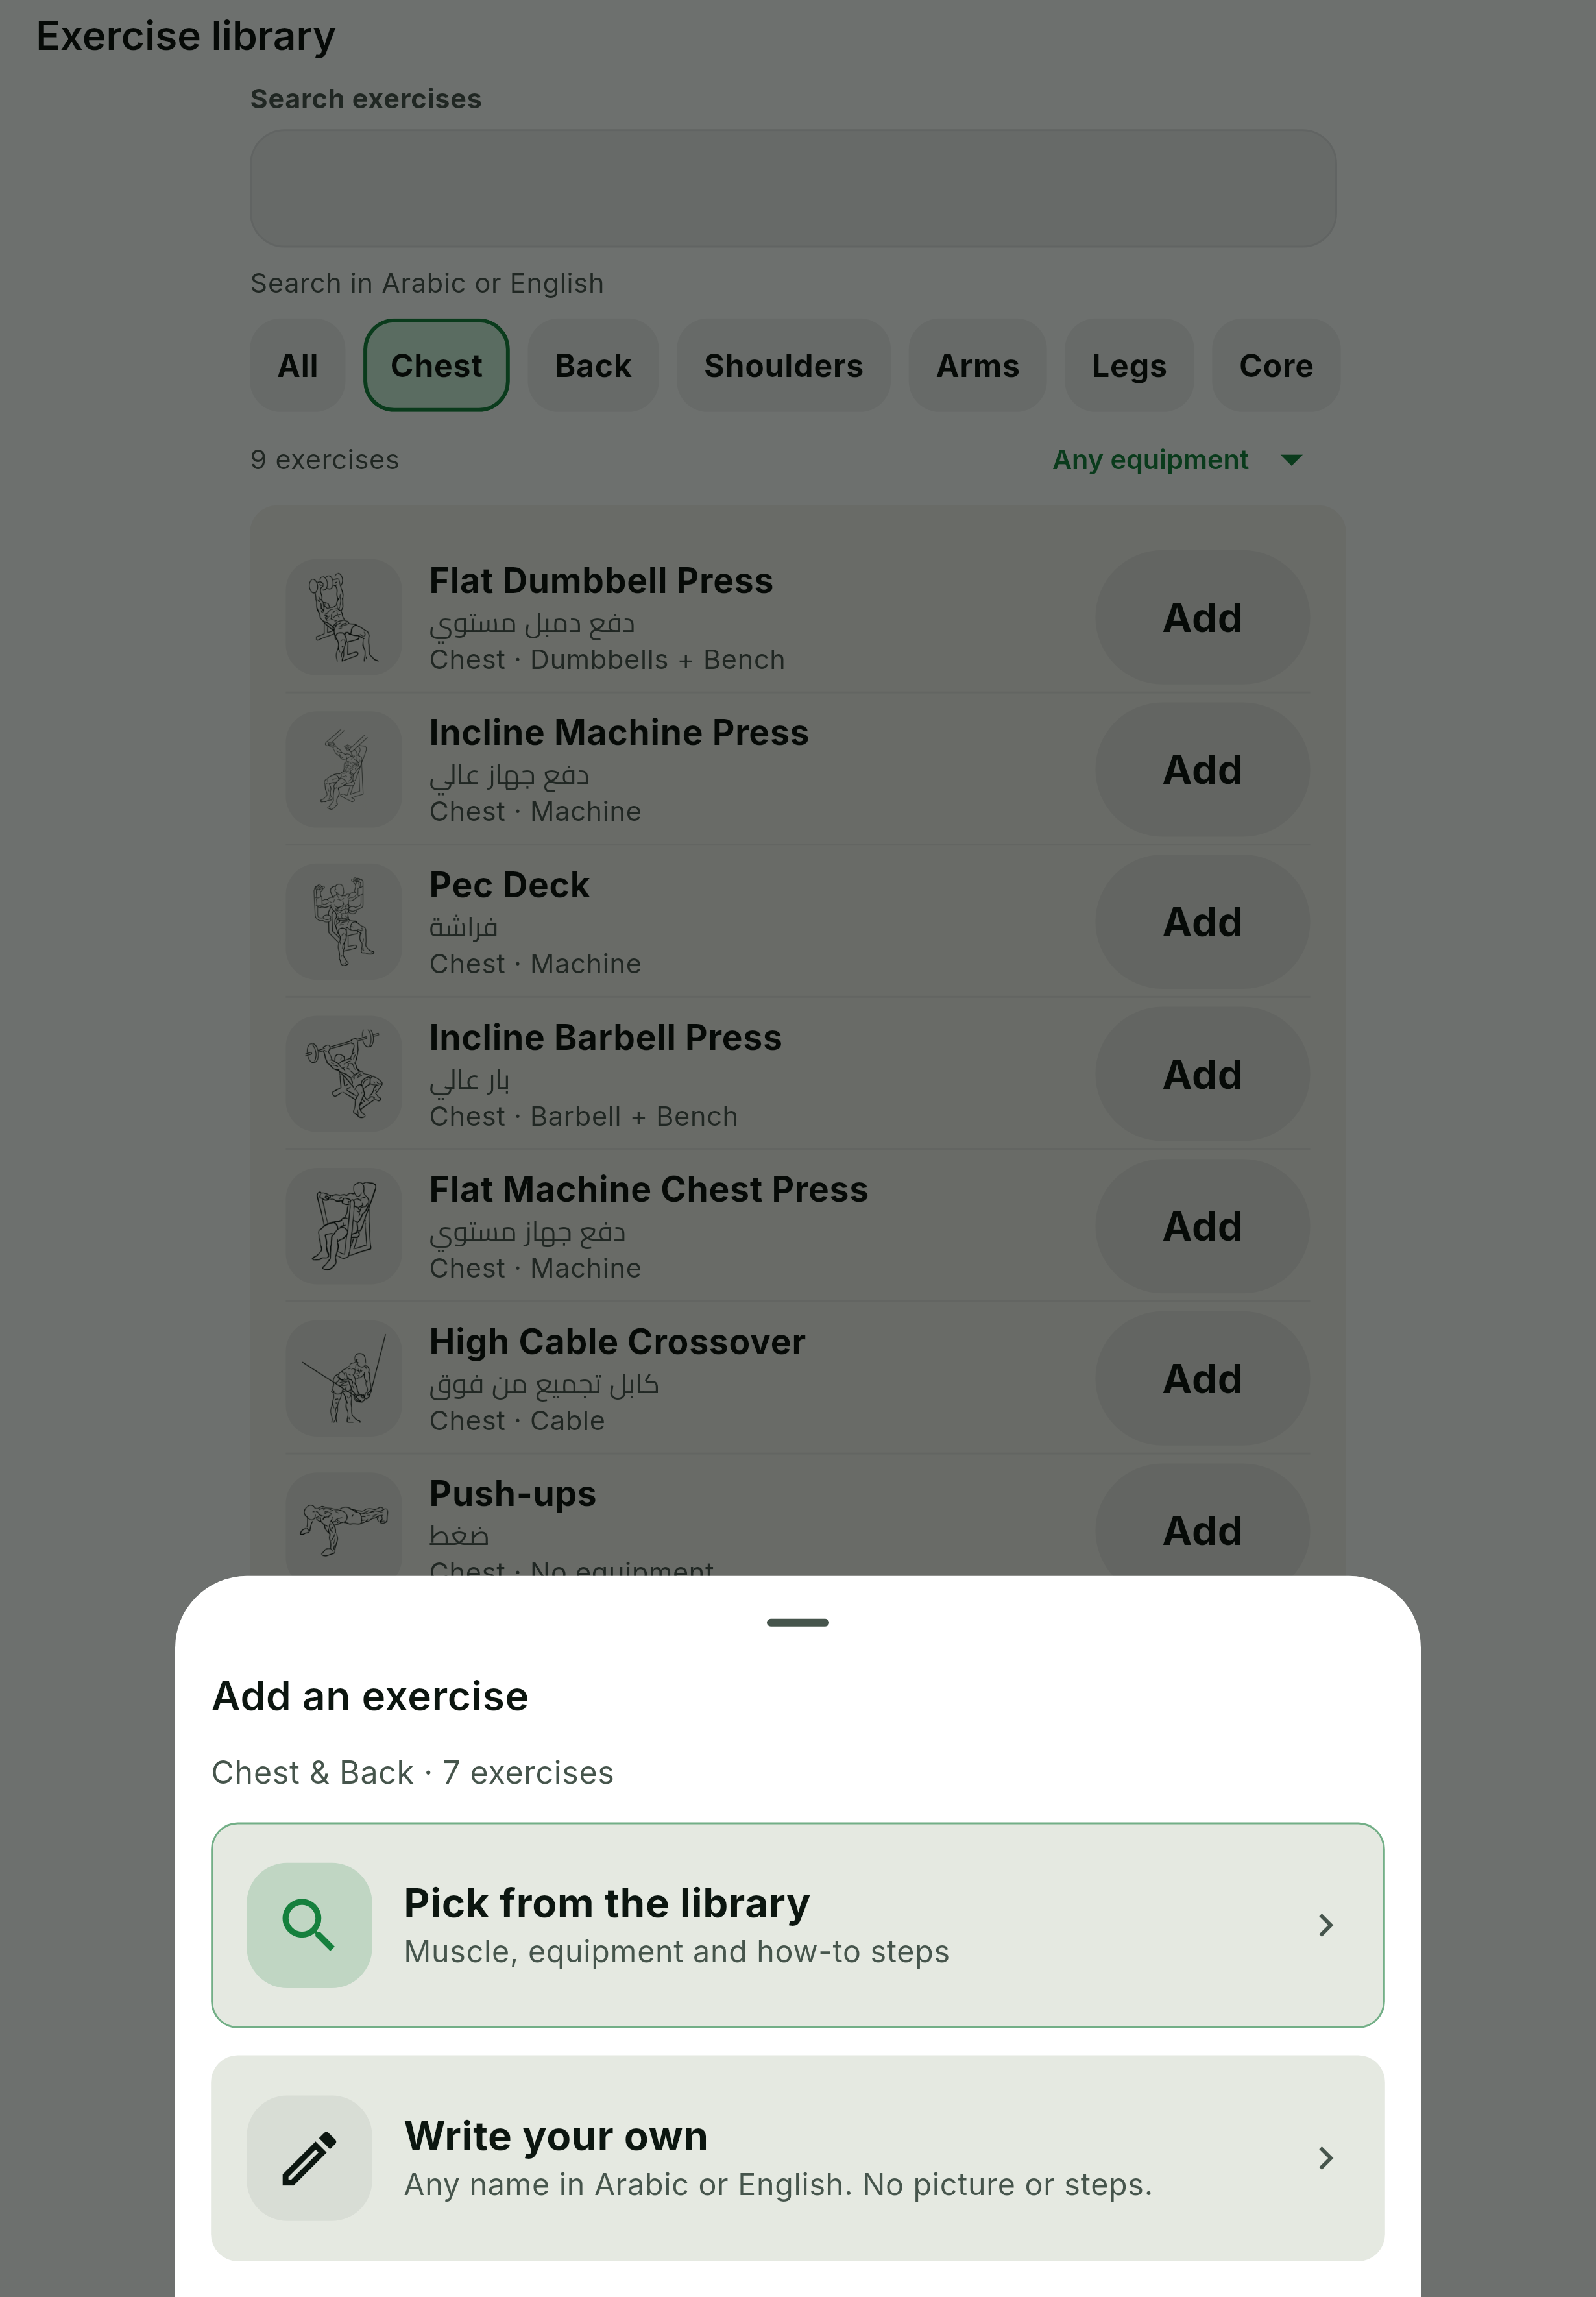 Exercise library
Search exercises
Search in Arabic or English
All Chest Back Shoulders Arms Legs Core
9 exercises Any equipment
Flat Dumbbell Press
دفع دمبل مستوي
Chest · Dumbbells + Bench
Add
Incline Machine Press
دفع جهاز عالي
Chest · Machine
Add
Pec Deck
فراشة
Chest · Machine
Add
Incline Barbell Press
بار عالي
Chest · Barbell + Bench
Add
Flat Machine Chest Press
دفع جهاز مستوي
Chest · Machine
Add
High Cable Crossover
كابل تجميع من فوق
Chest · Cable
Add
Push-ups
ضغط
Chest · No equipment
Add
Add an exercise
Chest & Back · 7 exercises
Pick from the library
Muscle, equipment and how-to steps
Write your own
Any name in Arabic or English. No picture or steps.